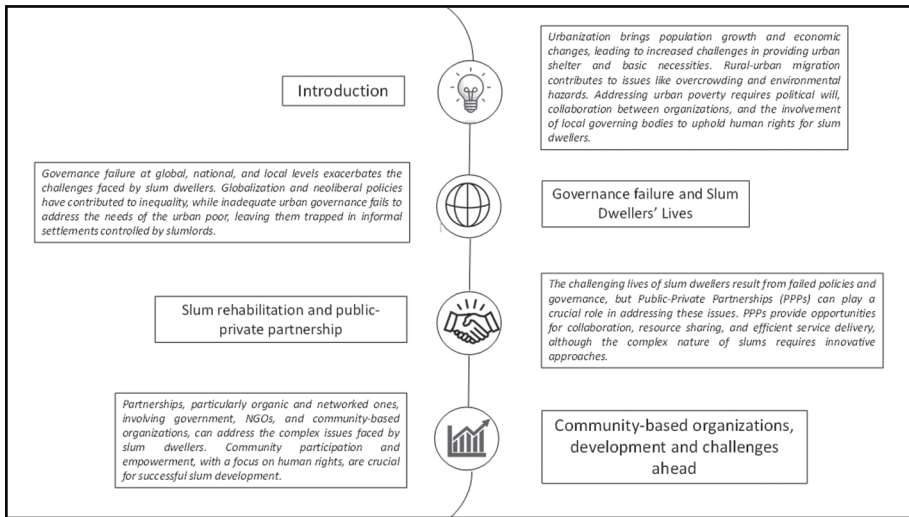 Introduction
Urbanization brings population growth and economic
changes, leading to increased challenges in providing urban
shelter and basic necessities. Rural-urban migration
contributes to issues like overcrowding and environmental
hazards. Addressing urban poverty requires political will,
collaboration between organizations, and the involvement
of local governing bodies to uphold human rights for slum
dwellers.
Governance failure at global, national, and local levels exacerbates the
challenges faced by slum dwellers. Globalization and neoliberal policies
have contributed to inequality, while inadequate urban governance fails to
address the needs of the urban poor, leaving them trapped in informal
settlements controlled by slumlords.
Governance failure and Slum
Dwellers’ Lives
Slum rehabilitation and public-
private partnership
The challenging lives of slum dwellers result from failed policies and
governance, but Public-Private Partnerships (PPPs) can play a
crucial role in addressing these issues. PPPs provide opportunities
for collaboration, resource sharing, and efficient service delivery,
although the complex nature of slums requires innovative
approaches.
Partnerships, particularly organic and networked ones,
involving government, NGOs, and community-based
organizations, can address the complex issues faced by
slum dwellers. Community participation and
empowerment, with a focus on human rights, are crucial
for successful slum development.
Community-based organizations,
development and challenges
ahead